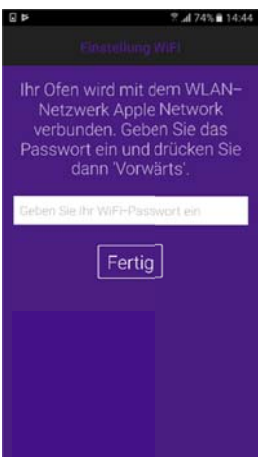 74% 14:44
Einstellung WiFi
Ihr Ofen wird mit dem WLAN-
Netzwerk Apple Network
verbunden. Geben Sie das
Passwort ein und drücken Sie
dann 'Vorwärts'.
Geben Sie Ihr WiFi-Passwort ein
Fertig